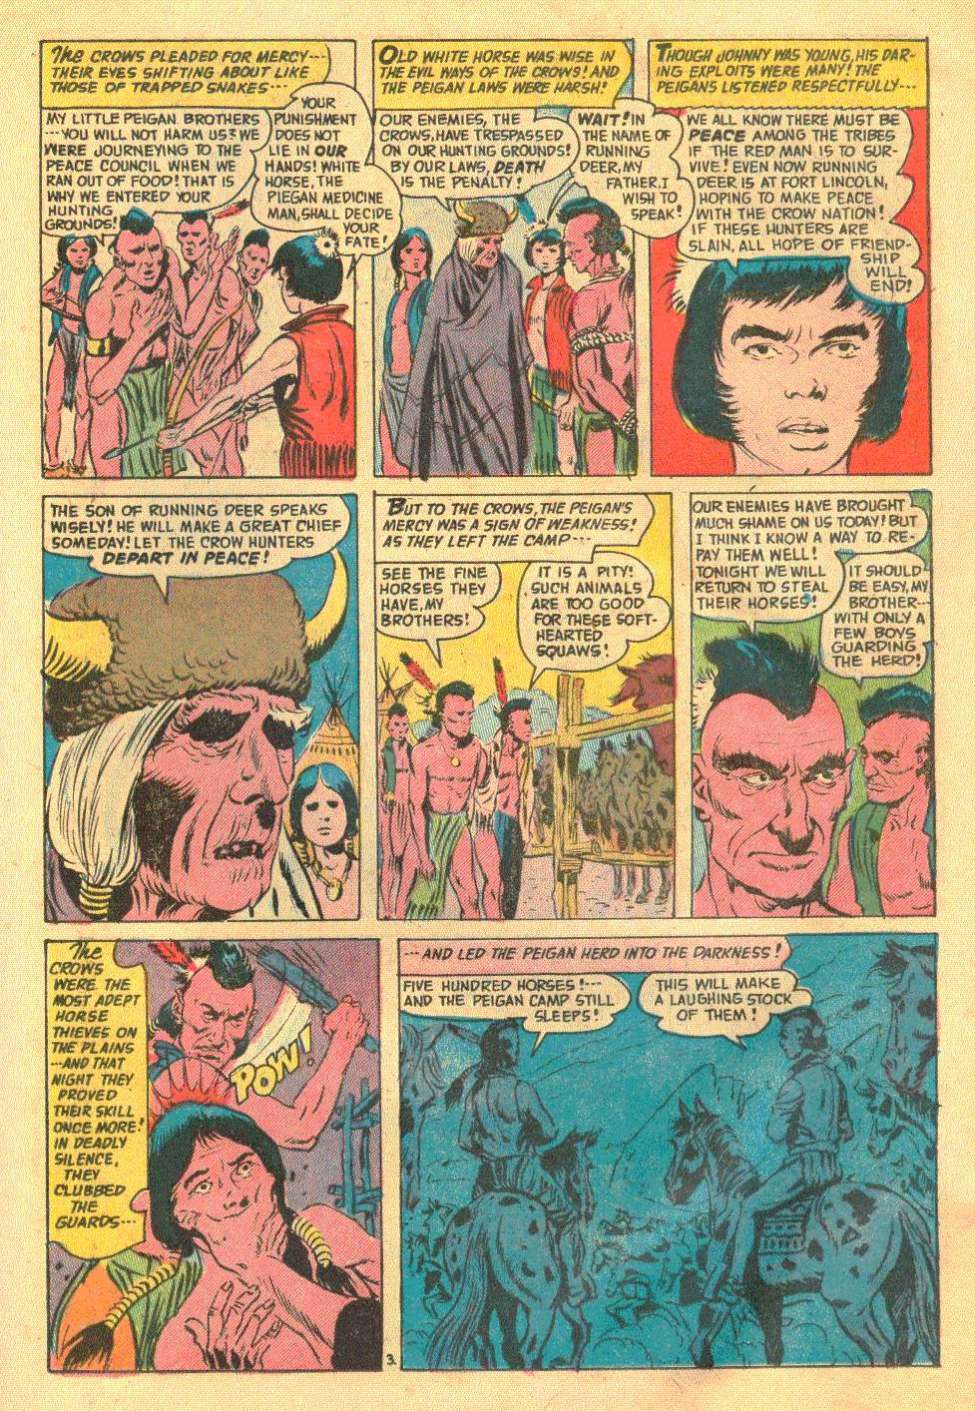 THE CROWS PLEADED FOR MERCY---
THEIR EYES SHIFTING ABOUT LIKE
THOSE OF TRAPPED SNAKES---
MY LITTLE PEIGAN BROTHERS
---YOU WILL NOT HARM US? WE
WERE JOURNEYING TO THE
PEACE COUNCIL WHEN WE
RAN OUT OF FOOD! THAT IS
WHY WE ENTERED YOUR
HUNTING
GROUNDS!
YOUR
PUNISHMENT
DOES NOT
LIE IN OUR
HANDS! WHITE
HORSE, THE
PIEGAN MEDICINE
MAN, SHALL DECIDE
YOUR
FATE!
OLD WHITE HORSE WAS WISE IN
THE EVIL WAYS OF THE CROWS! AND
THE PEIGAN LAWS WERE HARSH!
OUR ENEMIES, THE
CROWS, HAVE TRESPASSED
ON OUR HUNTING GROUNDS!
BY OUR LAWS, DEATH
IS THE PENALTY!
WAIT! IN
THE NAME OF
RUNNING
DEER, MY
FATHER, I
WISH TO
SPEAK!
THOUGH JOHNNY WAS YOUNG, HIS DAR-
ING EXPLOITS WERE MANY! THE
PEIGANS LISTENED RESPECTFULLY---
WE ALL KNOW THERE MUST BE
PEACE AMONG THE TRIBES
IF THE RED MAN IS TO SUR-
VIVE! EVEN NOW RUNNING
DEER IS AT FORT LINCOLN,
HOPING TO MAKE PEACE
WITH THE CROW NATION!
IF THESE HUNTERS ARE
SLAIN, ALL HOPE OF FRIEND-
SHIP
WILL
END!
THE SON OF RUNNING DEER SPEAKS
WISELY! HE WILL MAKE A GREAT CHIEF
SOMEDAY! LET THE CROW HUNTERS
DEPART IN PEACE!
BUT TO THE CROWS, THE PEIGAN'S
MERCY WAS A SIGN OF WEAKNESS!
AS THEY LEFT THE CAMP---
SEE THE FINE
HORSES THEY
HAVE, MY
BROTHERS!
IT IS A PITY!
SUCH ANIMALS
ARE TOO GOOD
FOR THESE SOFT-
HEARTED
SQUAWS!
OUR ENEMIES HAVE BROUGHT
MUCH SHAME ON US TODAY! BUT
I THINK I KNOW A WAY TO RE-
PAY THEM WELL!
TONIGHT WE WILL
RETURN TO STEAL
THEIR HORSES!
IT SHOULD
BE EASY, MY
BROTHER--
WITH ONLY A
FEW BOYS
GUARDING
THE HERD!
THE
CROWS
WERE THE
MOST ADEPT
HORSE
THIEVES ON
THE PLAINS
---AND THAT
NIGHT THEY
PROVED
THEIR SKILL
ONCE MORE!
IN DEADLY
SILENCE,
THEY
CLUBBED
THE
GUARDS---
POW!
3
---AND LED THE PEIGAN HERD INTO THE DARKNESS!
FIVE HUNDRED HORSES!---
AND THE PEIGAN CAMP STILL
SLEEPS!
THIS WILL MAKE
A LAUGHING STOCK
OF THEM!